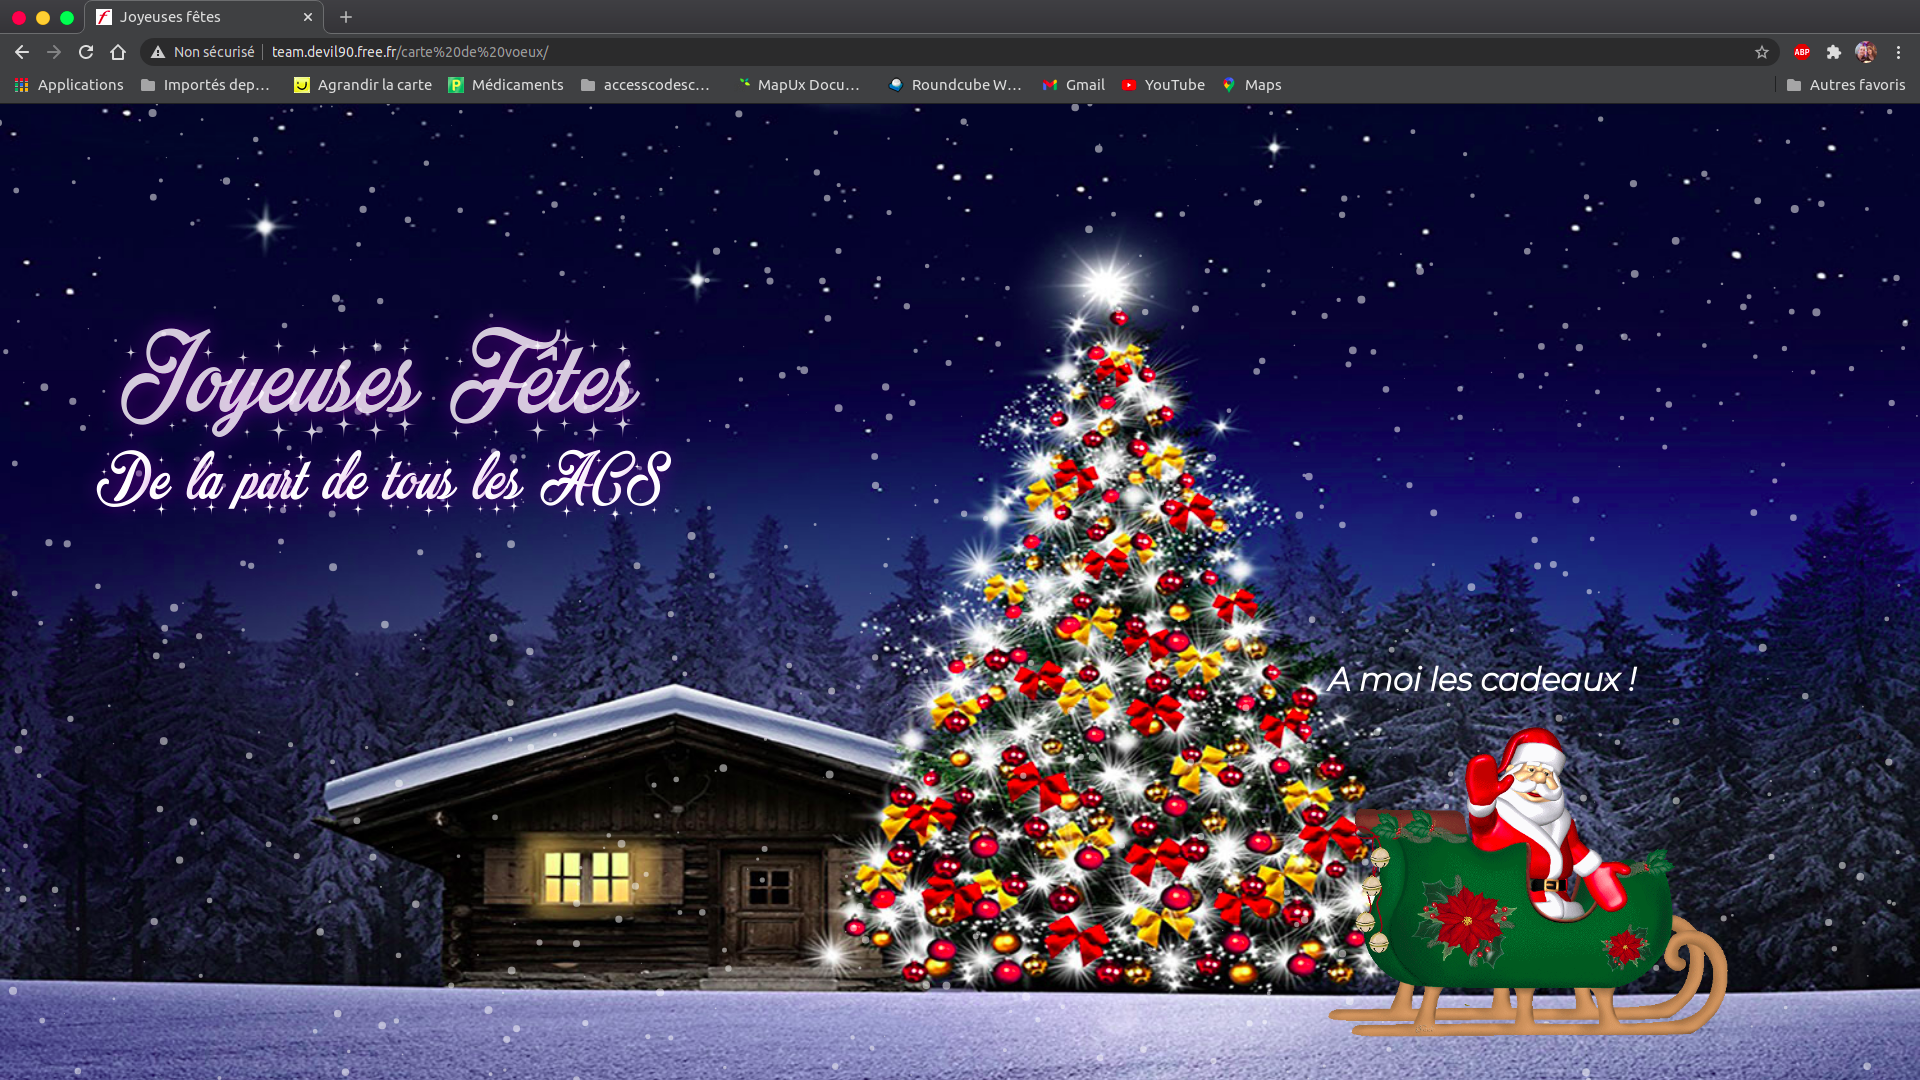 Joyeuses fêtes
Non sécurisé
team.devil90.free.fr/carte%20de%20voeux/
ABP
Applications
Importés dep…
Agrandir la carte
Médicaments
accesscodesc…
MapUx Docu…
Roundcube W…
Gmail
YouTube
Maps
Autres favoris
Joyeuses Fêtes
De la part de tous les ACS
A moi les cadeaux !